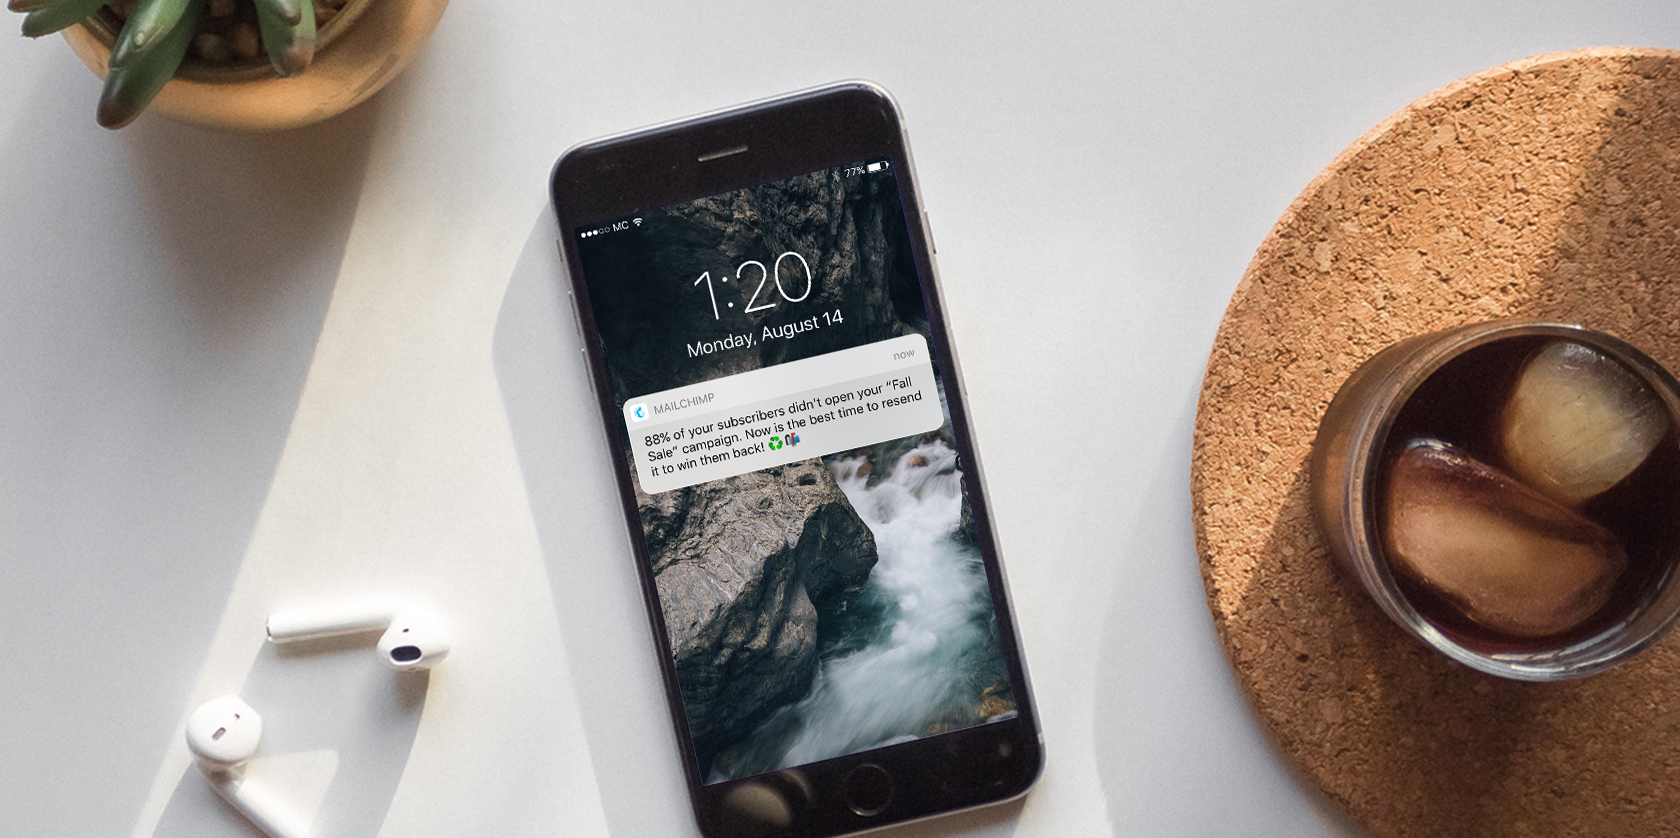 ●●●○○ MC 77%
1:20
Monday, August 14
MAILCHIMP now
88% of your subscribers didn't open your “Fall
Sale” campaign. Now is the best time to resend
it to win them back! ♻️📬